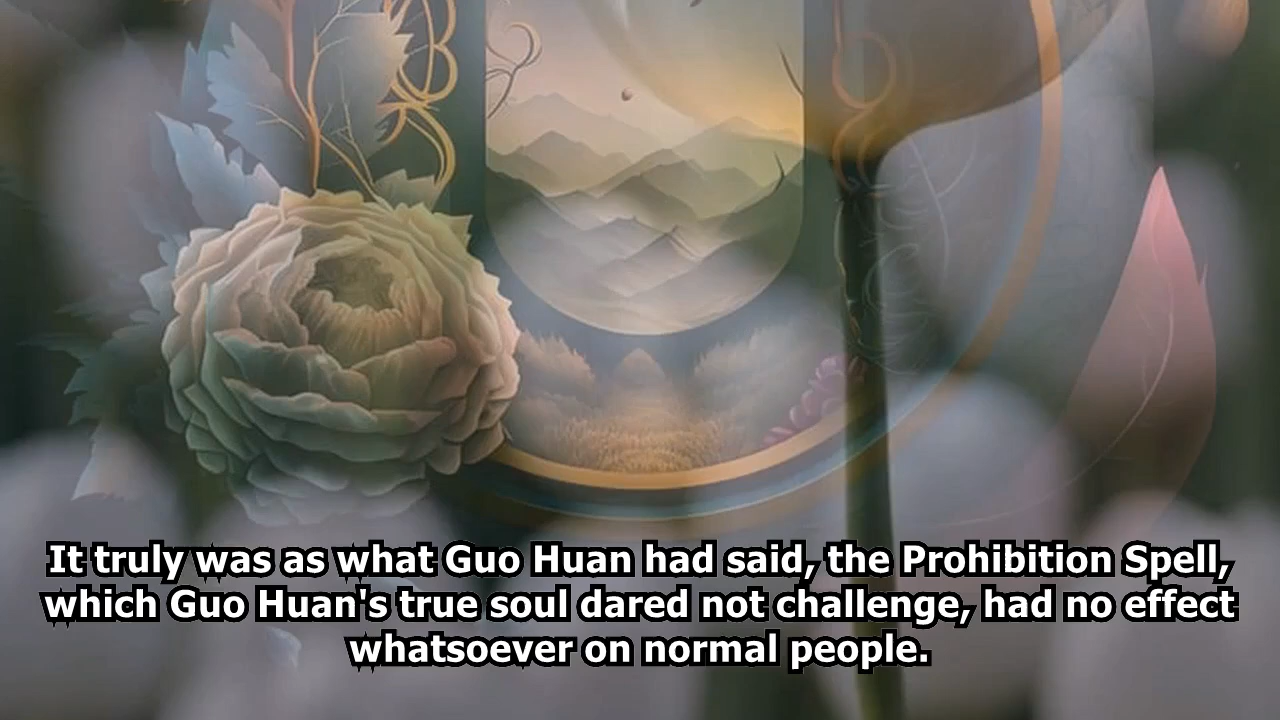 It truly was as what Guo Huan had said, the Prohibition Spell,
which Guo Huan's true soul dared not challenge, had no effect
whatsoever on normal people.